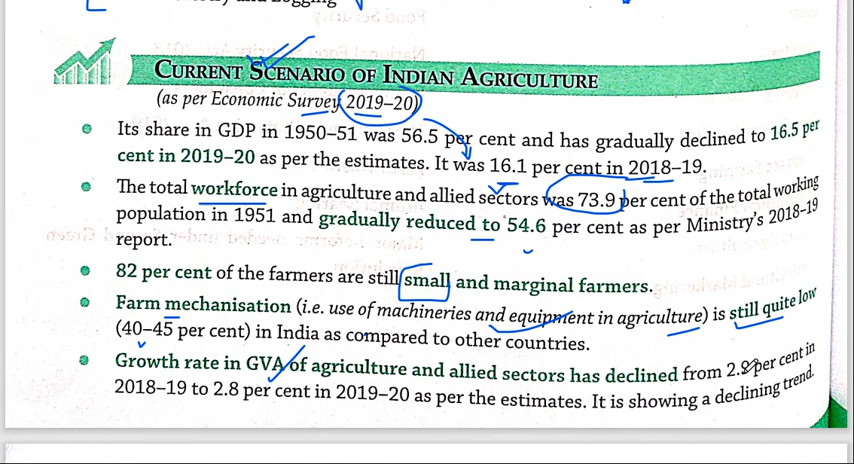 CURRENT SCENARIO OF INDIAN AGRICULTURE
(as per Economic Survey 2019–20)
Its share in GDP in 1950–51 was 56.5 per cent and has gradually declined to 16.5 per
cent in 2019–20 as per the estimates. It was 16.1 per cent in 2018–19.
The total workforce in agriculture and allied sectors was 73.9 per cent of the total working
population in 1951 and gradually reduced to 54.6 per cent as per Ministry's 2018-19
report.
82 per cent of the farmers are still small and marginal farmers.
Farm mechanisation (i.e. use of machineries and equipment in agriculture) is still quite low
(40–45 per cent) in India as compared to other countries.
Growth rate in GVA of agriculture and allied sectors has declined from per cent in
2018–19 to 2.8 per cent in 2019–20 as per the estimates. It is showing a declining trend.